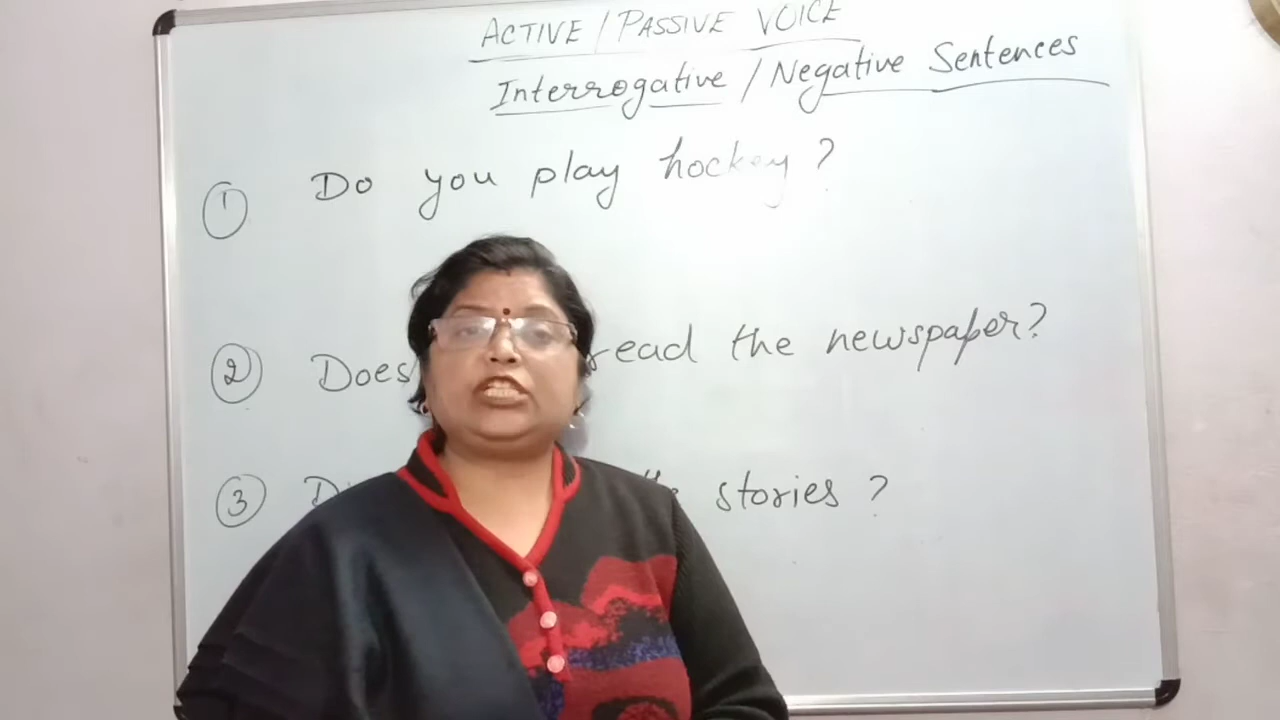 ACTIVE / PASSIVE VOICE
Interrogative / Negative Sentences
1 Do you play hockey ?
2 Does read the newspaper?
3 stories ?